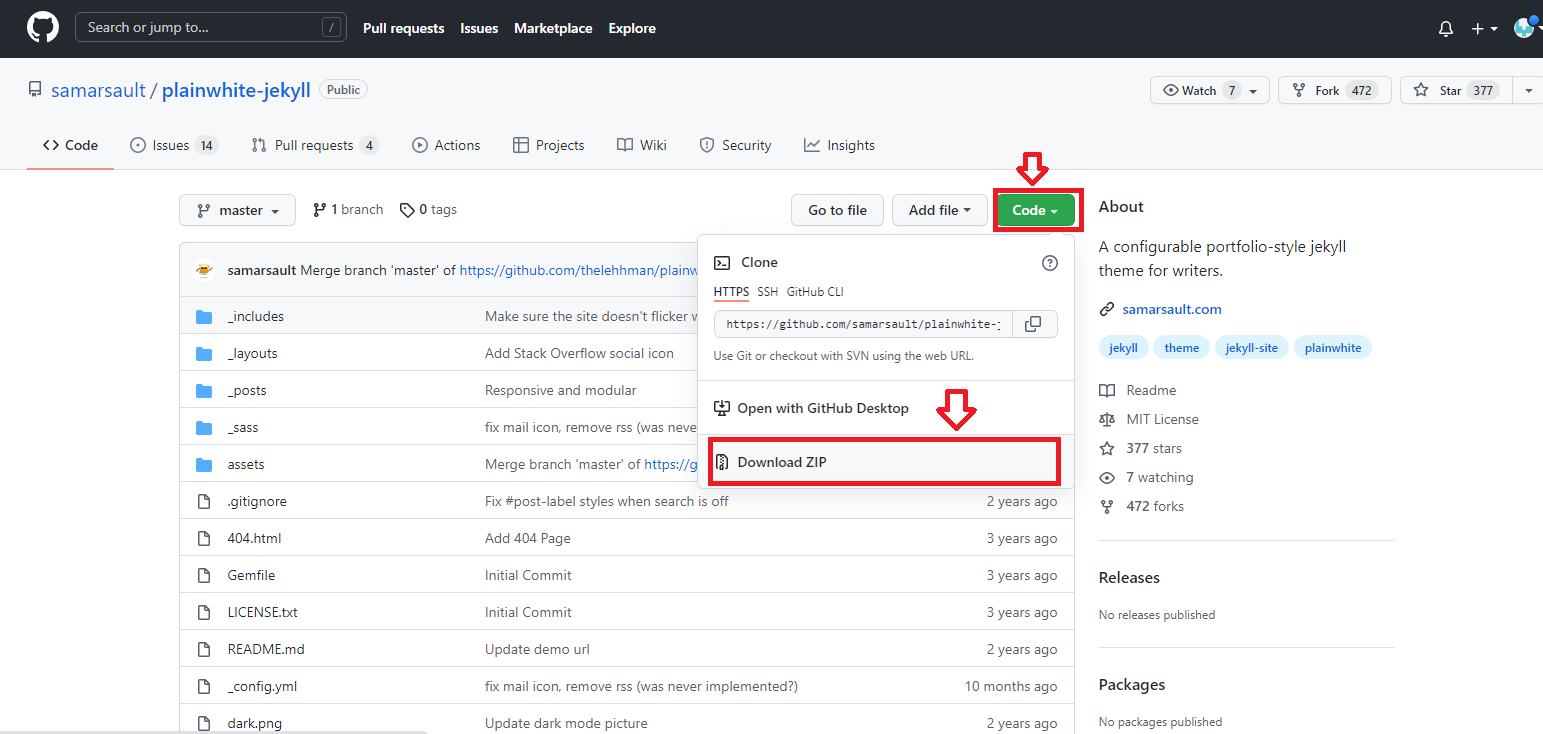 Search or jump to... /
Pull requests Issues Marketplace Explore
samarsault / plainwhite-jekyll Public
Watch 7 Fork 472 Star 377
Code Issues 14 Pull requests 4 Actions Projects Wiki Security Insights
master 1 branch 0 tags
Go to file Add file Code
samarsault Merge branch 'master' of https://github.com/thelehhman/plainw
_includes Make sure the site doesn't flicker
_layouts Add Stack Overflow social icon
_posts Responsive and modular
_sass fix mail icon, remove rss (was neve
assets Merge branch 'master' of https://g
.gitignore Fix #post-label styles when search is off 2 years ago
404.html Add 404 Page 3 years ago
Gemfile Initial Commit 3 years ago
LICENSE.txt Initial Commit 3 years ago
README.md Update demo url 2 years ago
_config.yml fix mail icon, remove rss (was never implemented?) 10 months ago
dark.png Update dark mode picture 2 years ago
Clone
HTTPS SSH GitHub CLI
https://github.com/samarsault/plainwhite-j
Use Git or checkout with SVN using the web URL.
Open with GitHub Desktop
Download ZIP
About
A configurable portfolio-style jekyll
theme for writers.
samarsault.com
jekyll theme jekyll-site plainwhite
Readme
MIT License
377 stars
7 watching
472 forks
Releases
No releases published
Packages
No packages published